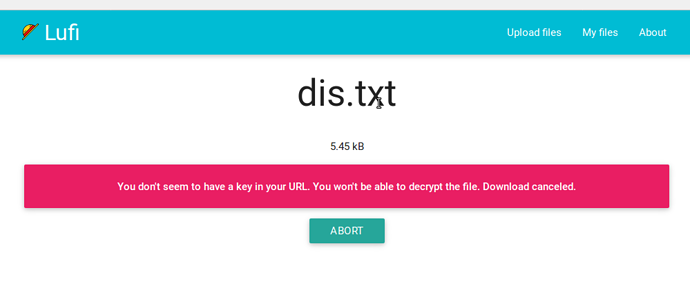 Lufi
Upload files My files About
dis.txt
5.45 kB
You don't seem to have a key in your URL. You won't be able to decrypt the file. Download canceled.
ABORT